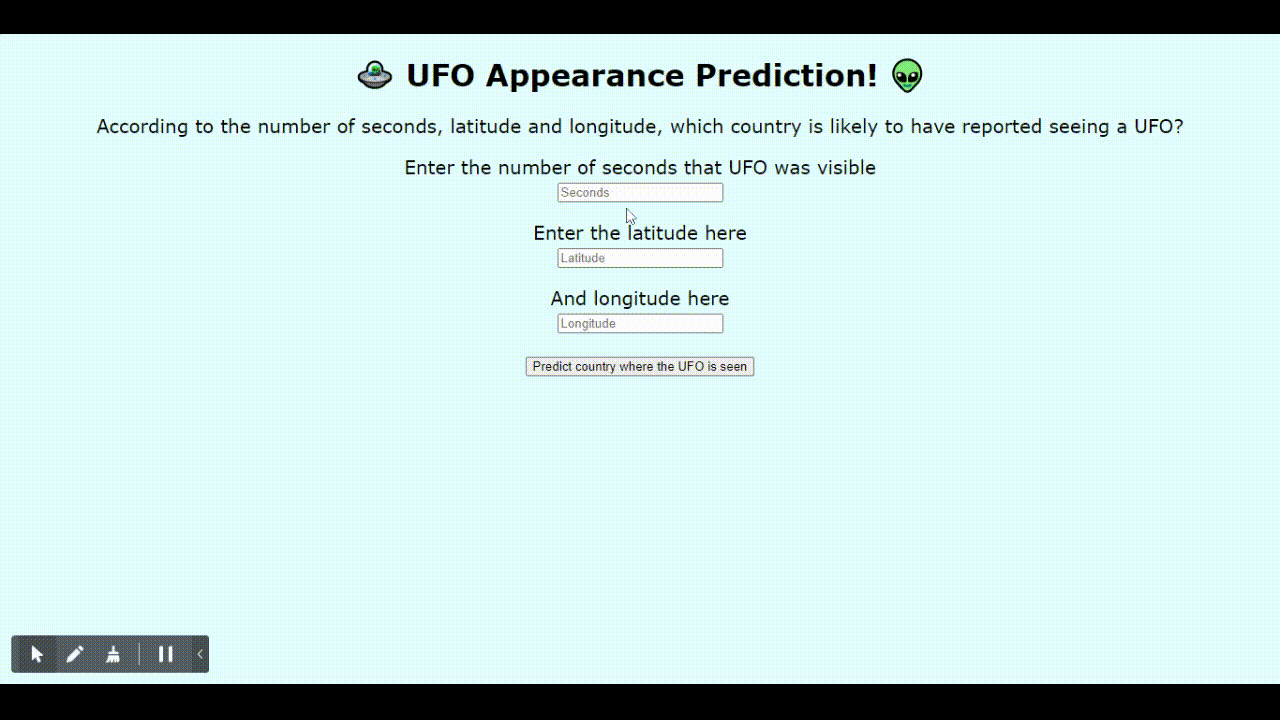 UFO Appearance Prediction!
According to the number of seconds, latitude and longitude, which country is likely to have reported seeing a UFO?
Enter the number of seconds that UFO was visible
Seconds
Enter the latitude here
Latitude
And longitude here
Longitude
Predict country where the UFO is seen